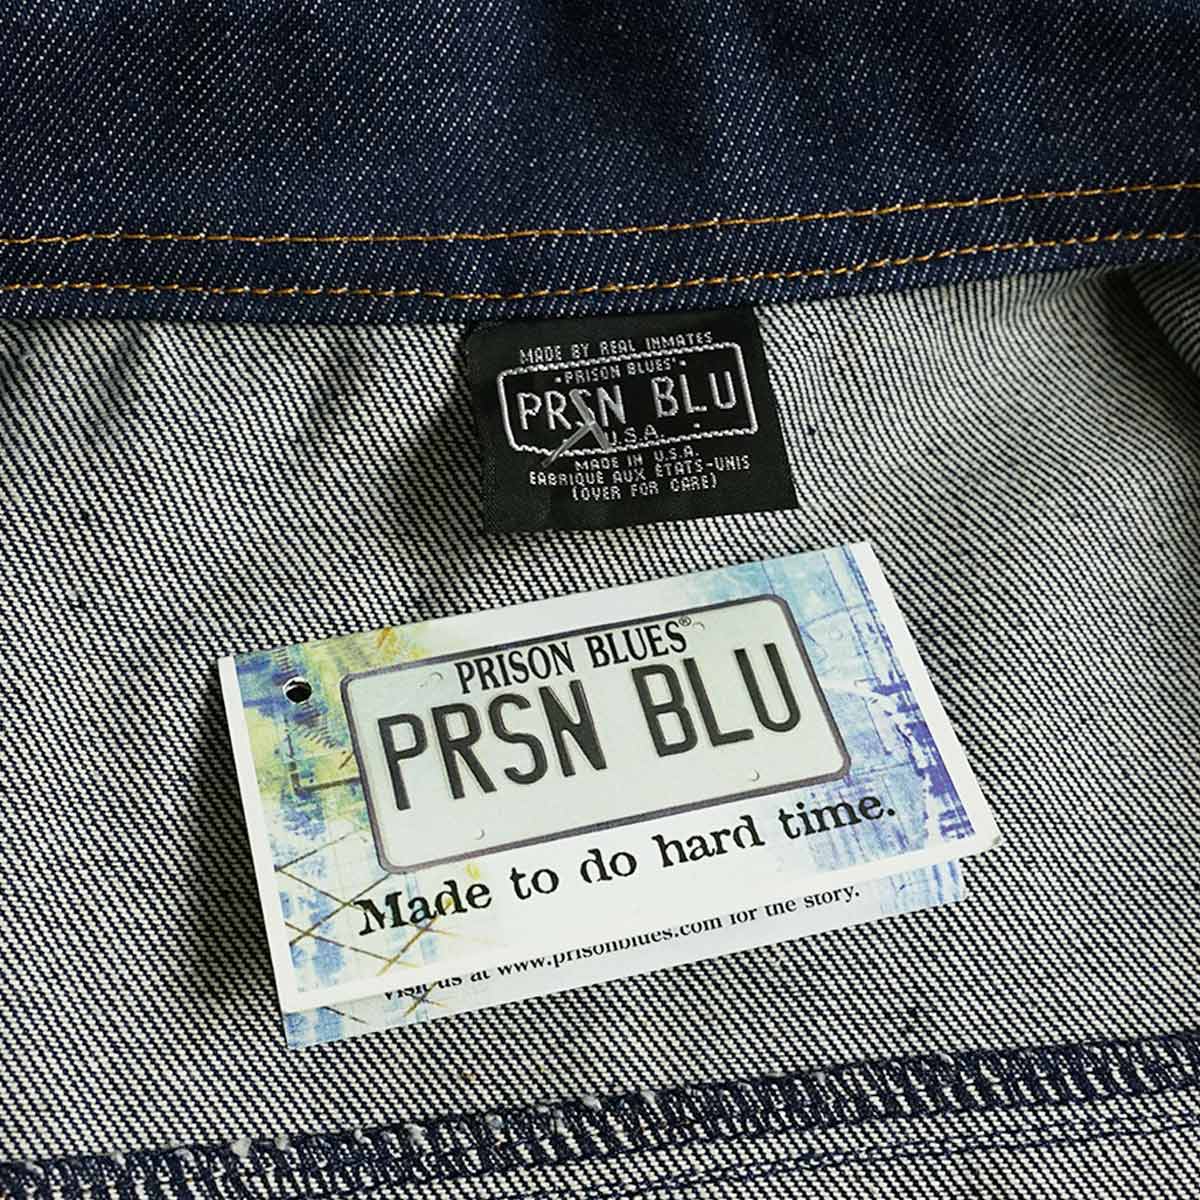 MADE BY REAL INMATES
·PRISON BLUES·
PRSN BLU
U.S.A.
MADE IN U.S.A.
FABRIQUE AUX ÉTATS-UNIS
(OVER FOR CARE)
PRISON BLUES®
PRSN BLU
Made to do hard time.
Visit us at www.prisonblues.com for the story.